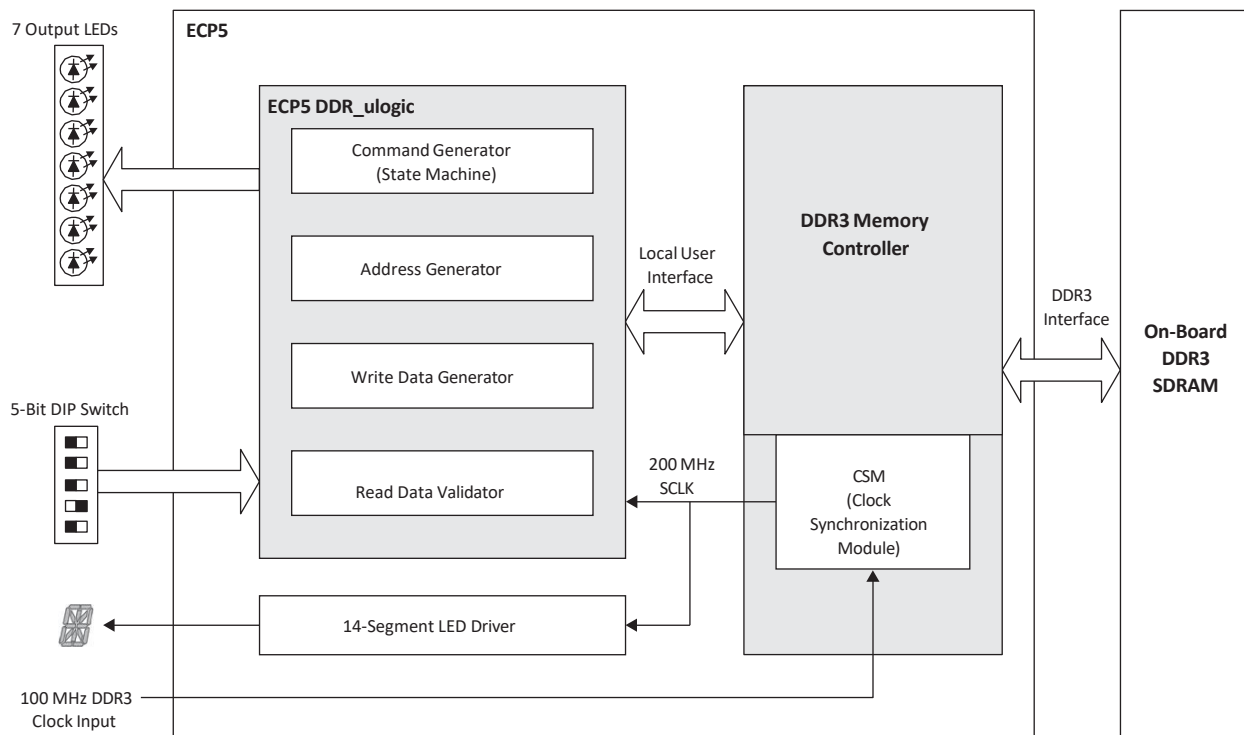 7 Output LEDs
ECP5
ECP5 DDR_ulogic
Command Generator
(State Machine)
Address Generator
Write Data Generator
Read Data Validator
5-Bit DIP Switch
14-Segment LED Driver
100 MHz DDR3
Clock Input
Local User
Interface
200 MHz
SCLK
DDR3 Memory
Controller
CSM
(Clock
Synchronization
Module)
DDR3
Interface
On-Board
DDR3
SDRAM